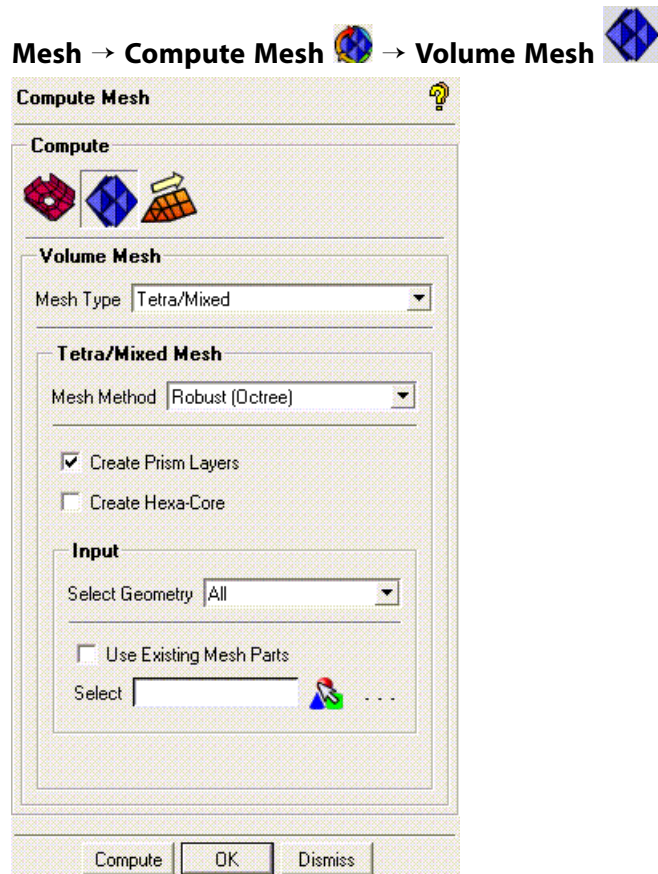 Mesh → Compute Mesh → Volume Mesh
Compute Mesh
Compute
Volume Mesh
Mesh Type Tetra/Mixed
Tetra/Mixed Mesh
Mesh Method Robust (Octree)
Create Prism Layers
Create Hexa-Core
Input
Select Geometry All
Use Existing Mesh Parts
Select ...
Compute OK Dismiss